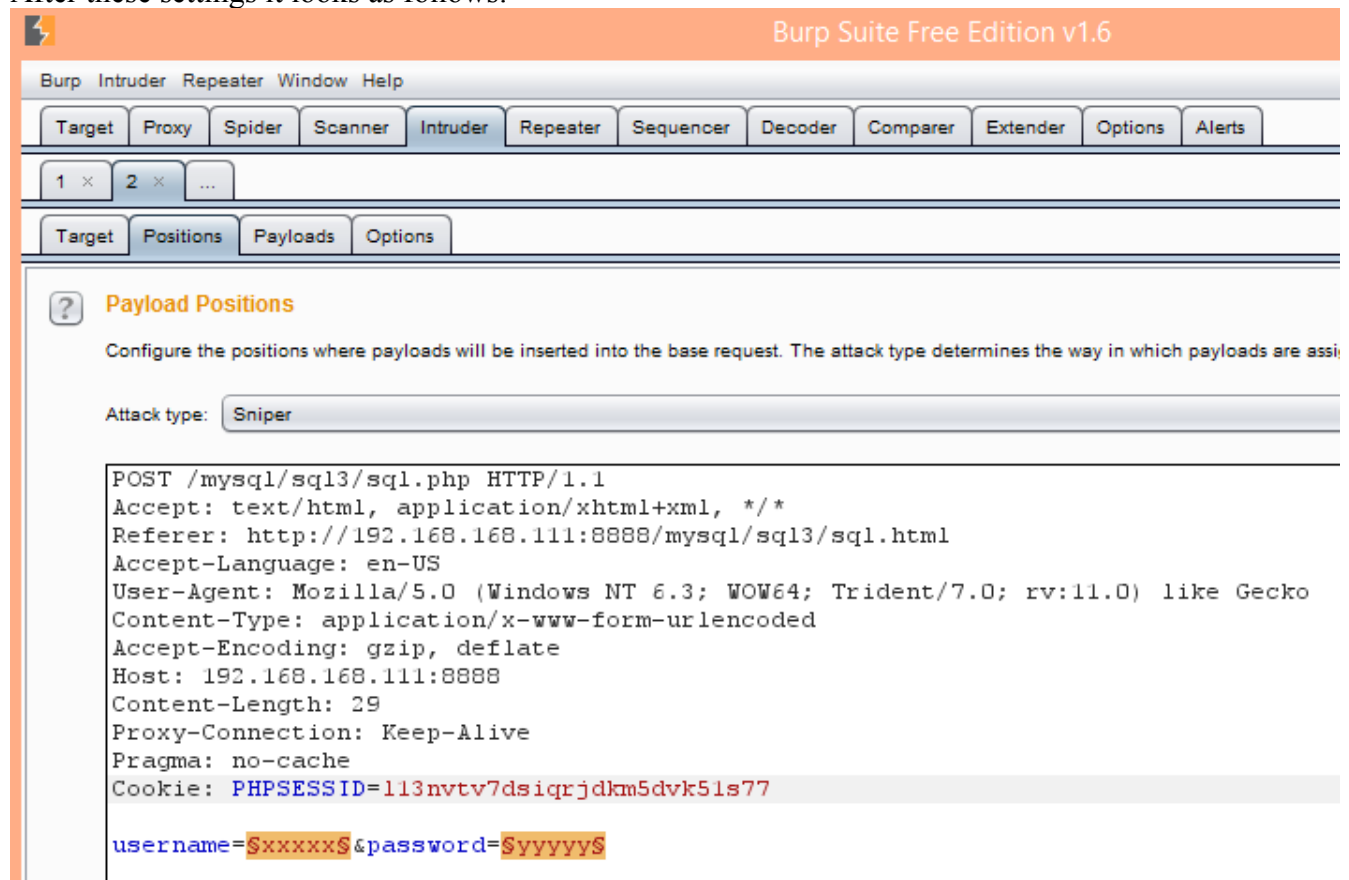 After these settings it looks as follows:
Burp Suite Free Edition v1.6
Burp Intruder Repeater Window Help
Target Proxy Spider Scanner Intruder Repeater Sequencer Decoder Comparer Extender Options Alerts
1 × 2 × ...
Target Positions Payloads Options
? Payload Positions
Configure the positions where payloads will be inserted into the base request. The attack type determines the way in which payloads are
Attack type: Sniper
POST /mysql/sql3/sql.php HTTP/1.1
Accept: text/html, application/xhtml+xml, */*
Referer: http://192.168.168.111:8888/mysql/sql3/sql.html
Accept-Language: en-US
User-Agent: Mozilla/5.0 (Windows NT 6.3; WOW64; Trident/7.0; rv:11.0) like Gecko
Content-Type: application/x-www-form-urlencoded
Accept-Encoding: gzip, deflate
Host: 192.168.168.111:8888
Content-Length: 29
Proxy-Connection: Keep-Alive
Pragma: no-cache
Cookie: PHPSESSID=l13nvtv7dsiqrjdkm5dvk51s77
username=§xxxxx§&password=§yyyyy§